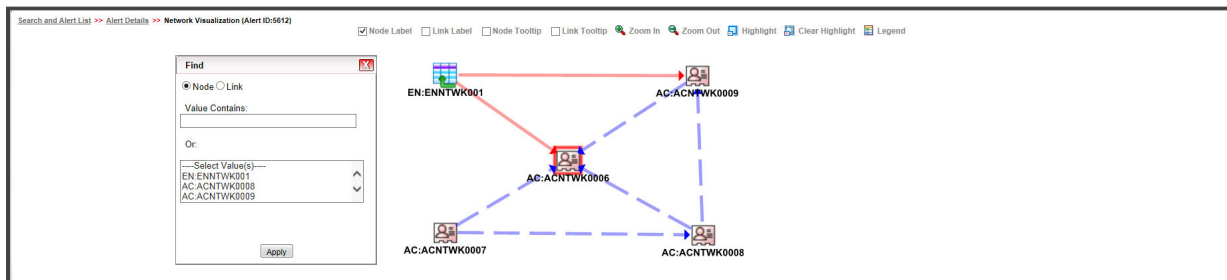 Search and Alert List >> Alert Details >> Network Visualization (Alert ID:5612)
Node Label Link Label Node Tooltip Link Tooltip Zoom In Zoom Out Highlight Clear Highlight Legend
Find X
Node Link
Value Contains:
Or:
----Select Value(s)----
EN:ENNTWK001
AC:ACNTWK0008
AC:ACNTWK0009
Apply
EN:ENNTWK001
AC:ACNTWK0009
AC:ACNTWK0006
AC:ACNTWK0007
AC:ACNTWK0008